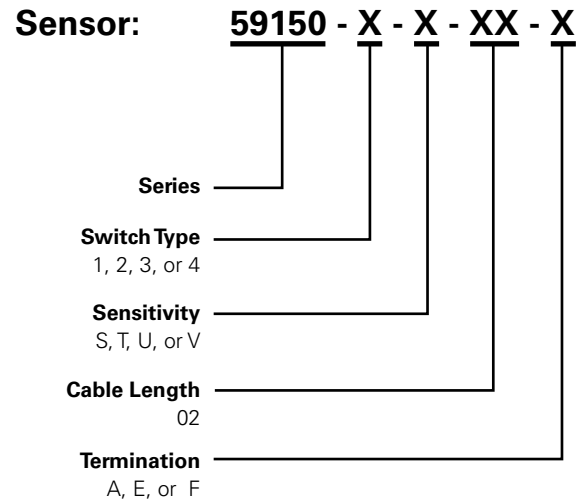 Sensor: 59150 - X - X - XX - X
Series
Switch Type
1, 2, 3, or 4
Sensitivity
S, T, U, or V
Cable Length
02
Termination
A, E, or F